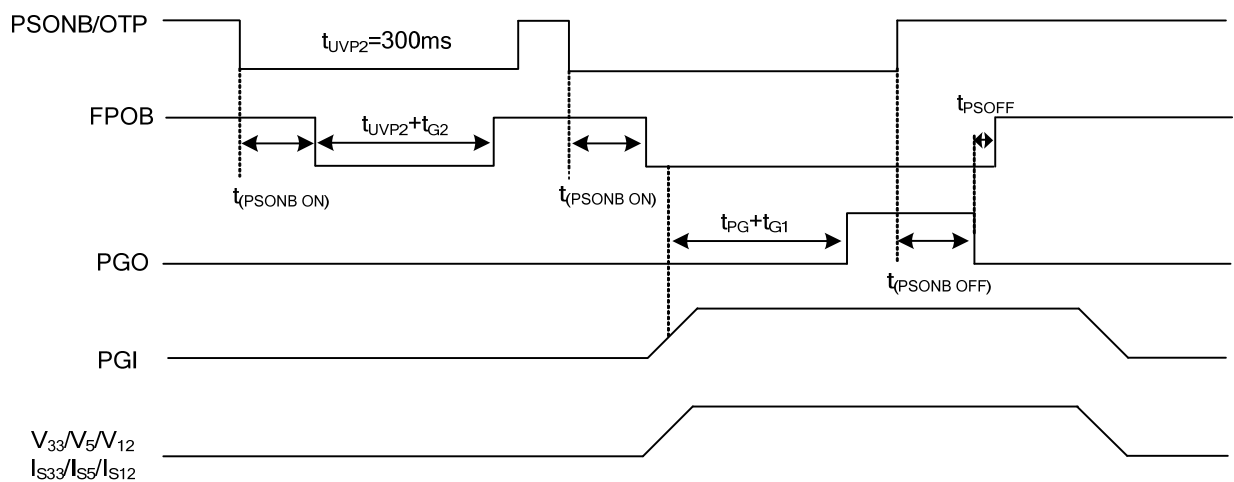 PSONB/OTP
tUVP2=300ms
FPOB
tUVP2+tG2
tPSOFF
t(PSONB ON)
t(PSONB ON)
tPG+tG1
PGO
t(PSONB OFF)
PGI
V33/V5/V12
IS33/IS5/IS12